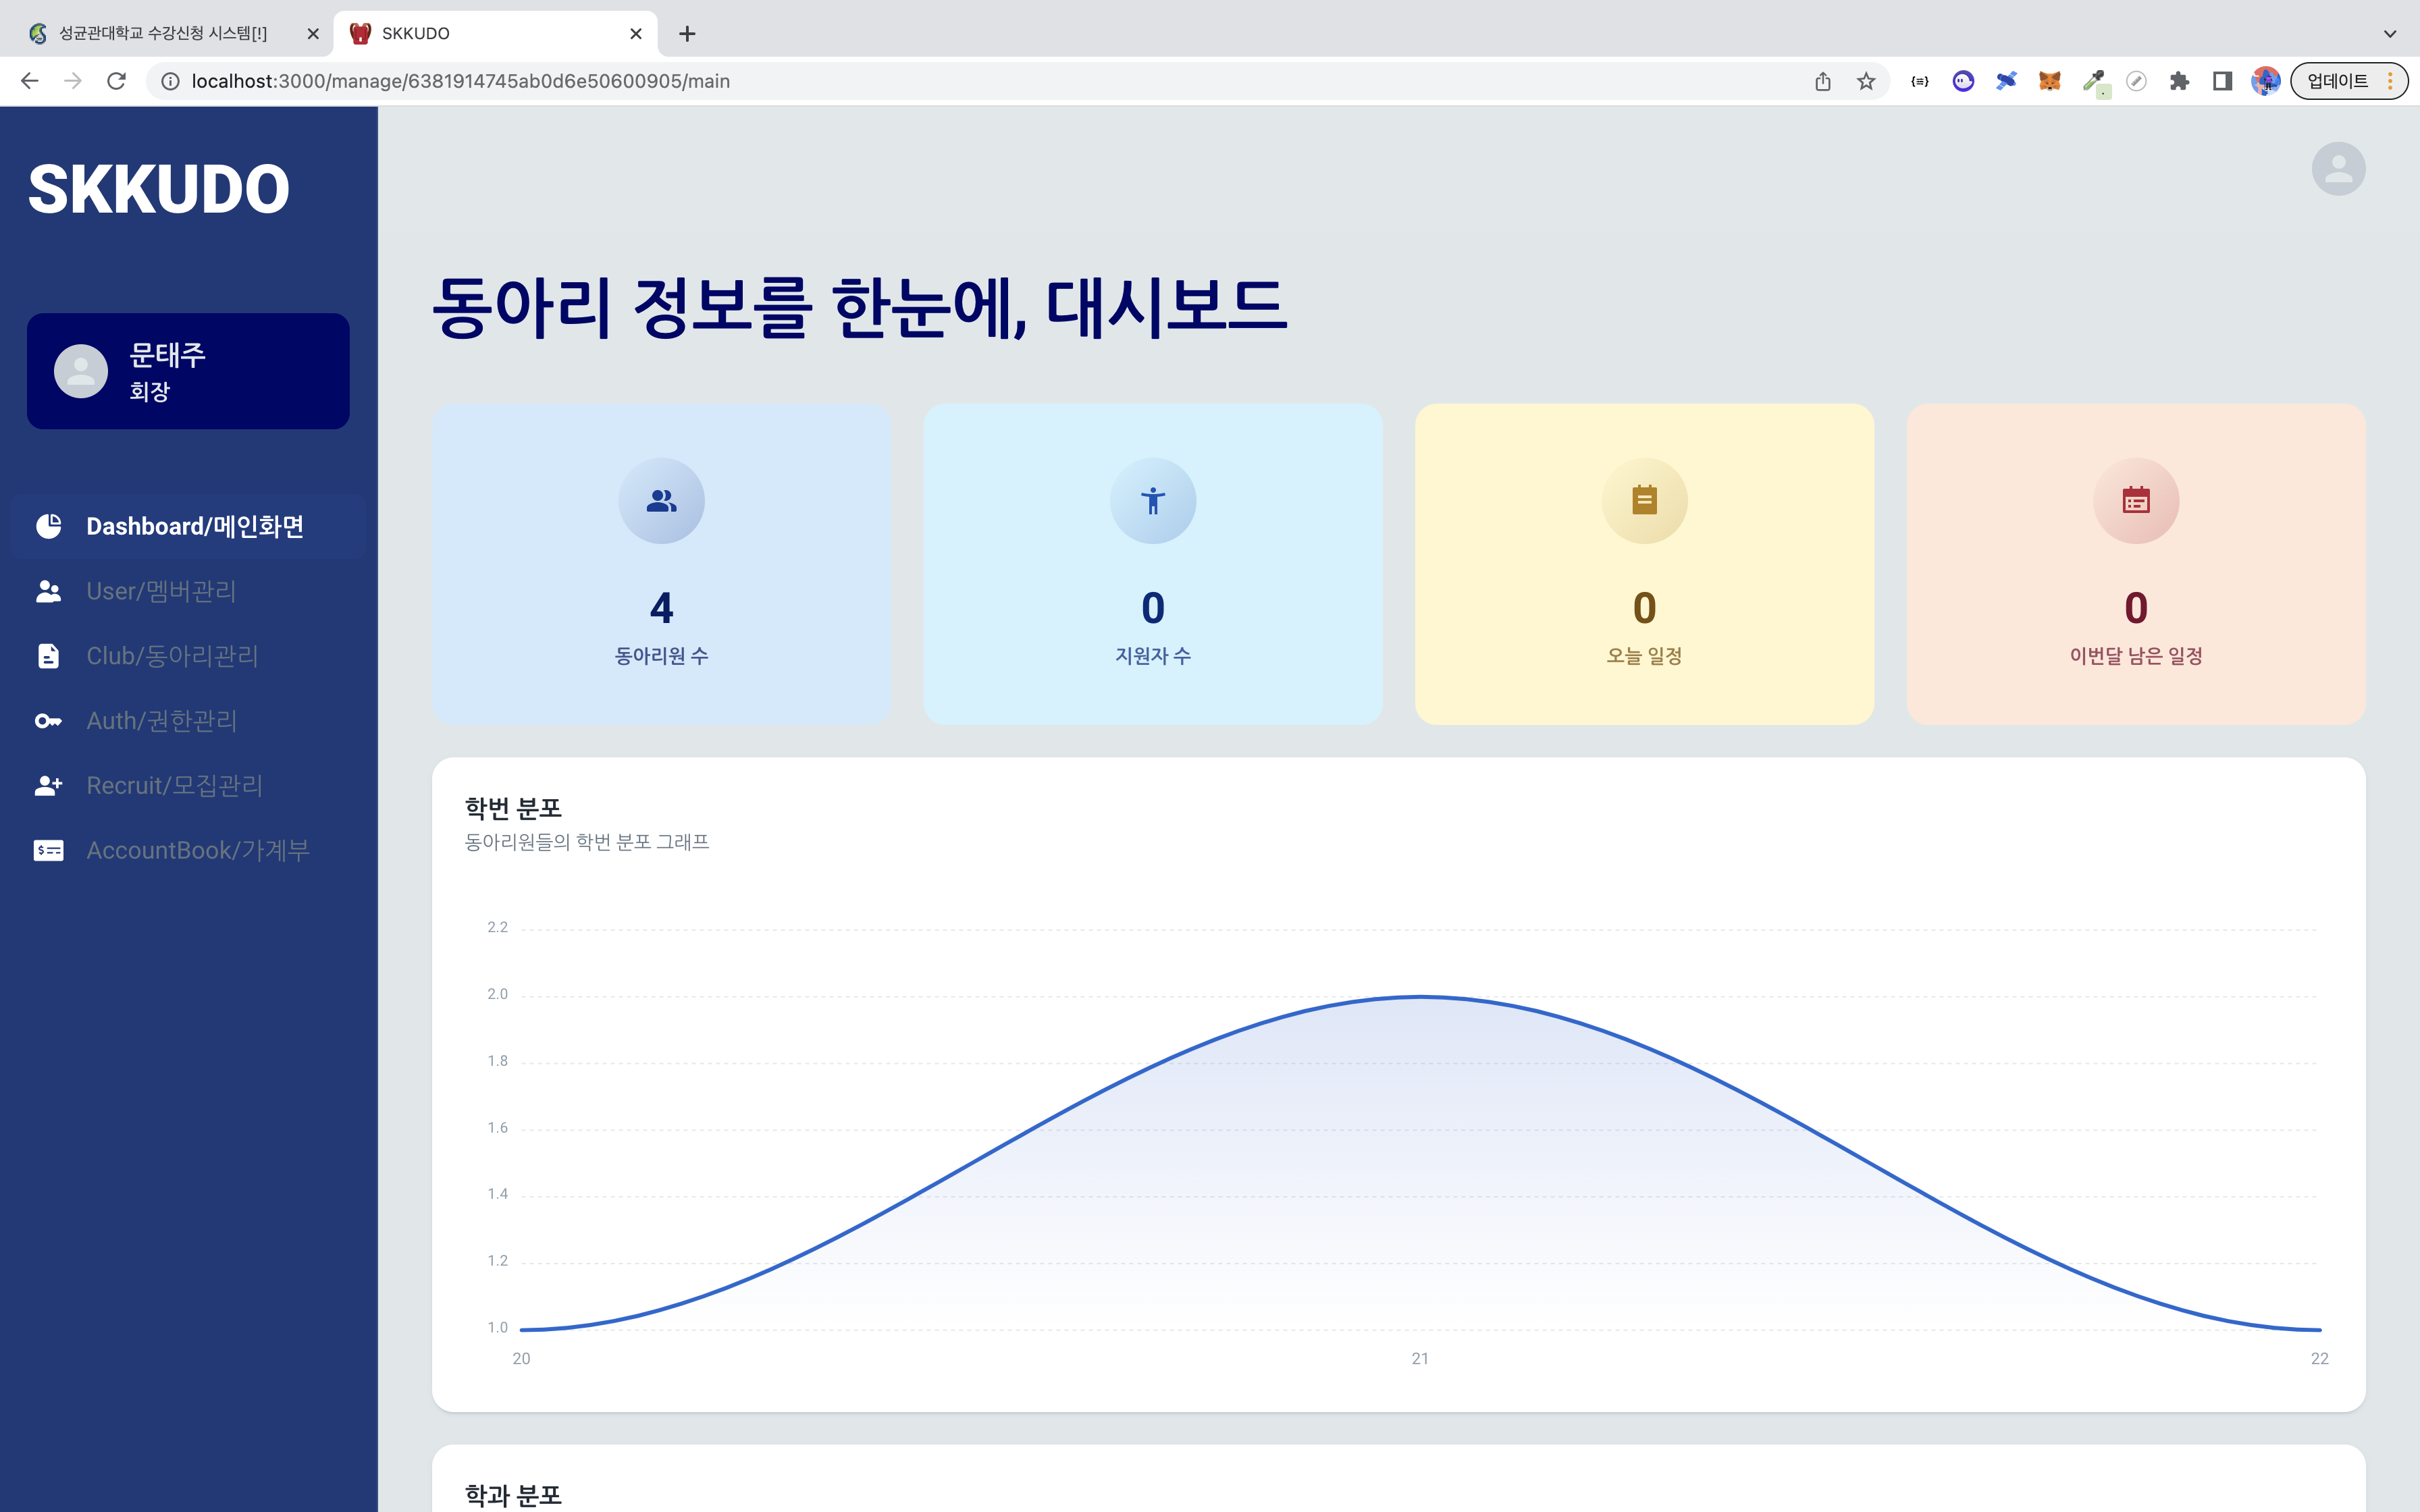 성균관대학교 수강신청 시스템[!]
SKKUDO
localhost:3000/manage/6381914745ab0d6e50600905/main
업데이트
SKKUDO
문태주
회장
Dashboard/메인화면
User/멤버관리
Club/동아리관리
Auth/권한관리
Recruit/모집관리
AccountBook/가계부
동아리 정보를 한눈에, 대시보드
4
동아리원 수
0
지원자 수
0
오늘 일정
0
이번달 남은 일정
학번 분포
동아리원들의 학번 분포 그래프
2.2
2.0
1.8
1.6
1.4
1.2
1.0
20
21
22
학과 분포